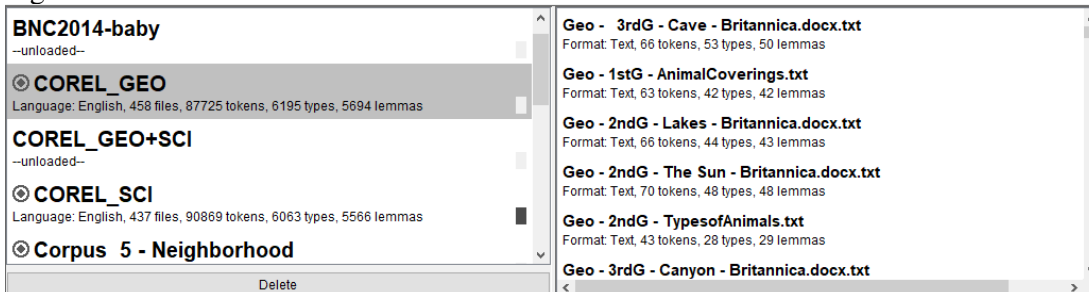 BNC2014-baby
--unloaded--
COREL_GEO
Language: English, 458 files, 87725 tokens, 6195 types, 5694 lemmas
COREL_GEO+SCI
--unloaded--
COREL_SCI
Language: English, 437 files, 90869 tokens, 6063 types, 5566 lemmas
Corpus 5 - Neighborhood
Delete
Geo - 3rdG - Cave - Britannica.docx.txt
Format: Text, 66 tokens, 53 types, 50 lemmas
Geo - 1stG - AnimalCoverings.txt
Format: Text, 63 tokens, 42 types, 42 lemmas
Geo - 2ndG - Lakes - Britannica.docx.txt
Format: Text, 66 tokens, 44 types, 43 lemmas
Geo - 2ndG - The Sun - Britannica.docx.txt
Format: Text, 70 tokens, 48 types, 48 lemmas
Geo - 2ndG - TypesofAnimals.txt
Format: Text, 43 tokens, 28 types, 29 lemmas
Geo - 3rdG - Canyon - Britannica.docx.txt